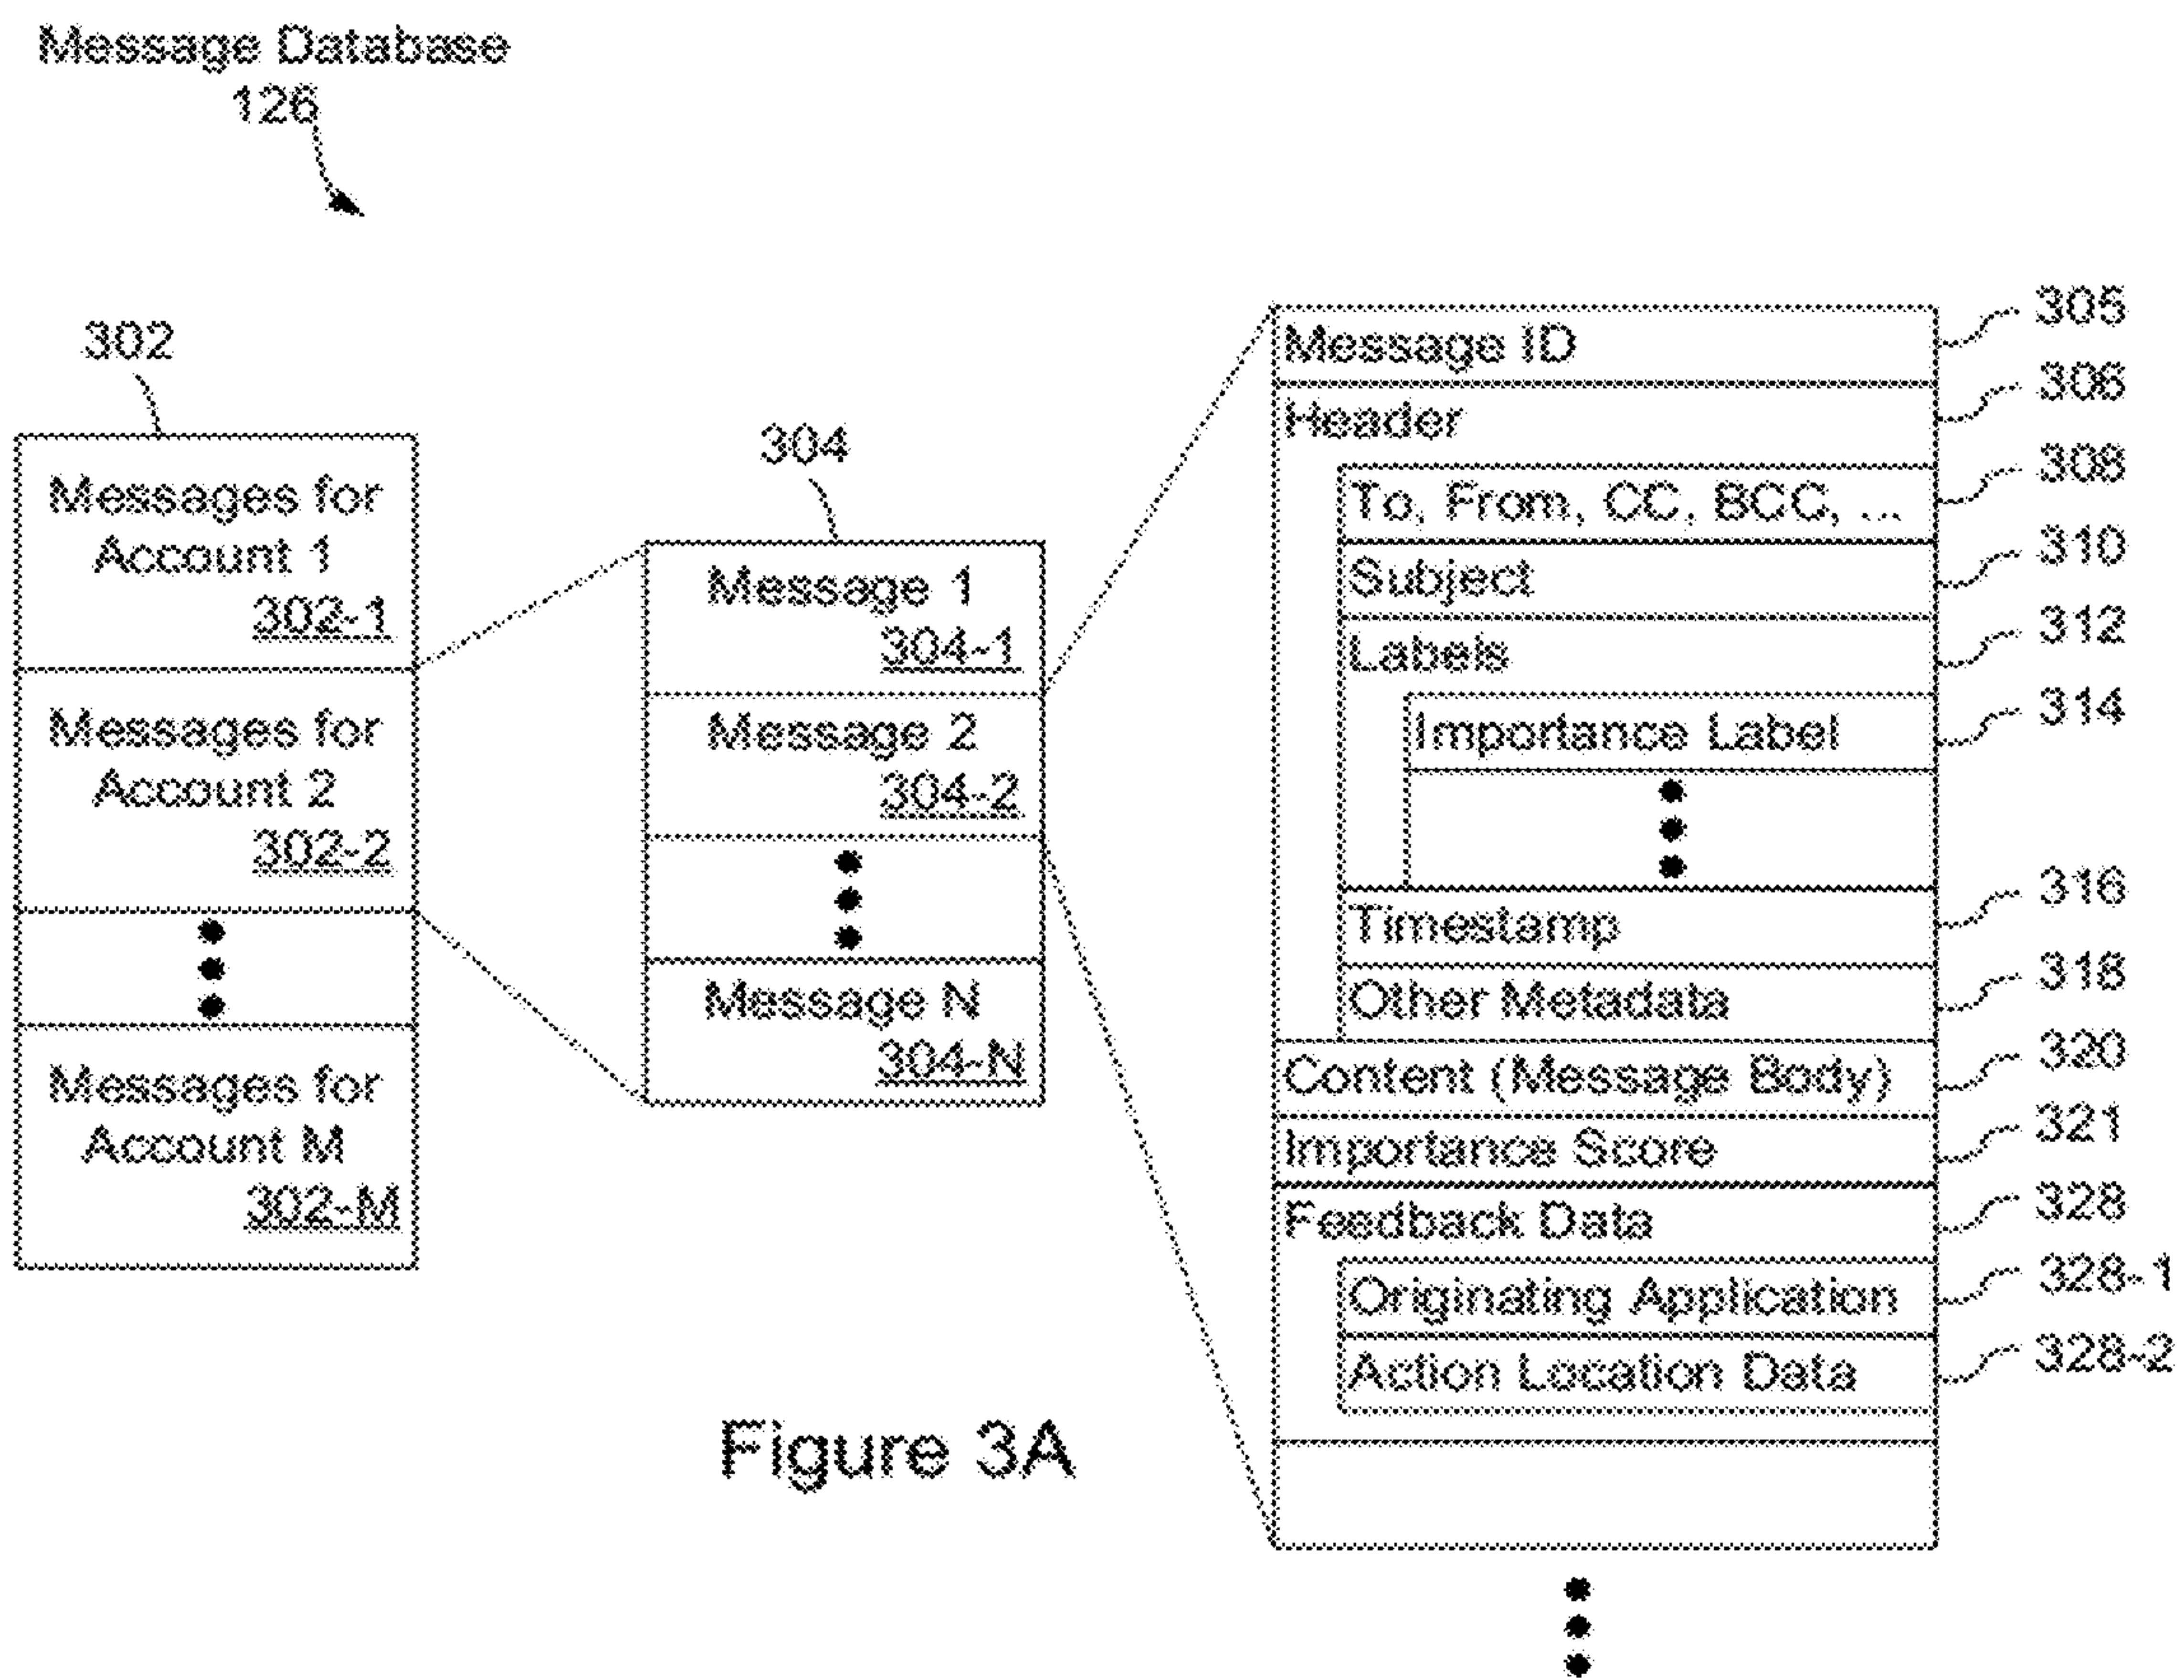 Message Database
126
302
Messages for
Account 1
302-1
Messages for
Account 2
302-2
Messages for
Account M
302-M
304
Message 1
304-1
Message 2
304-2
Message N
304-N
Message ID 305
Header 306
To, From, CC, BCC, ... 308
Subject 310
Labels 312
Importance Label 314
Timestamp 316
Other Metadata 318
Content (Message Body) 320
Importance Score 321
Feedback Data 328
Originating Application 328-1
Action Location Data 328-2
Figure 3A